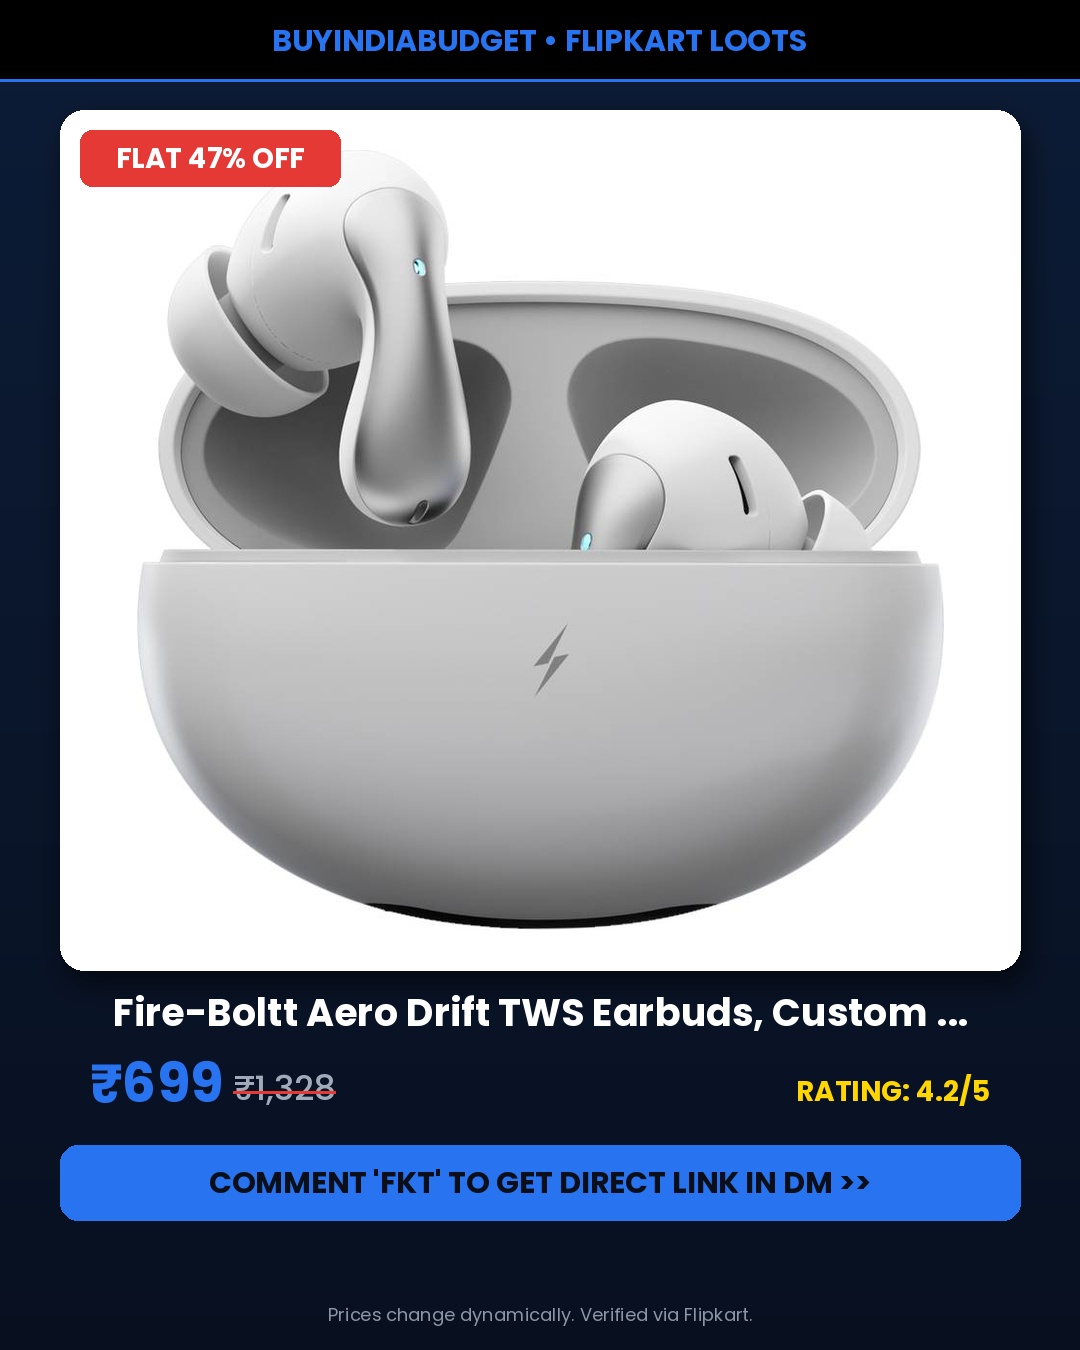 BUYINDIABUDGET • FLIPKART LOOTS
FLAT 47% OFF
Fire-Boltt Aero Drift TWS Earbuds, Custom ...
₹699 ₹1,328
RATING: 4.2/5
COMMENT 'FKT' TO GET DIRECT LINK IN DM >>
Prices change dynamically. Verified via Flipkart.